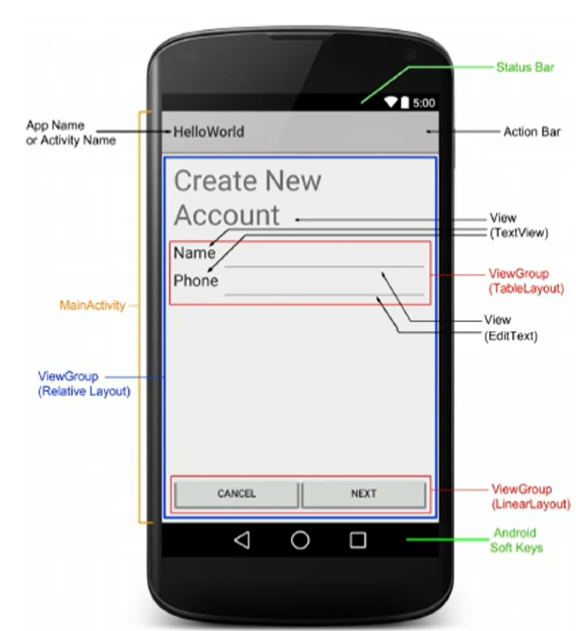 Status Bar
5:00
App Name
or Activity Name
HelloWorld
Action Bar
Create New
Account
View
(TextView)
Name
Phone
ViewGroup
(TableLayout)
MainActivity
View
(EditText)
ViewGroup
(Relative Layout)
CANCEL
NEXT
ViewGroup
(LinearLayout)
Android
Soft Keys